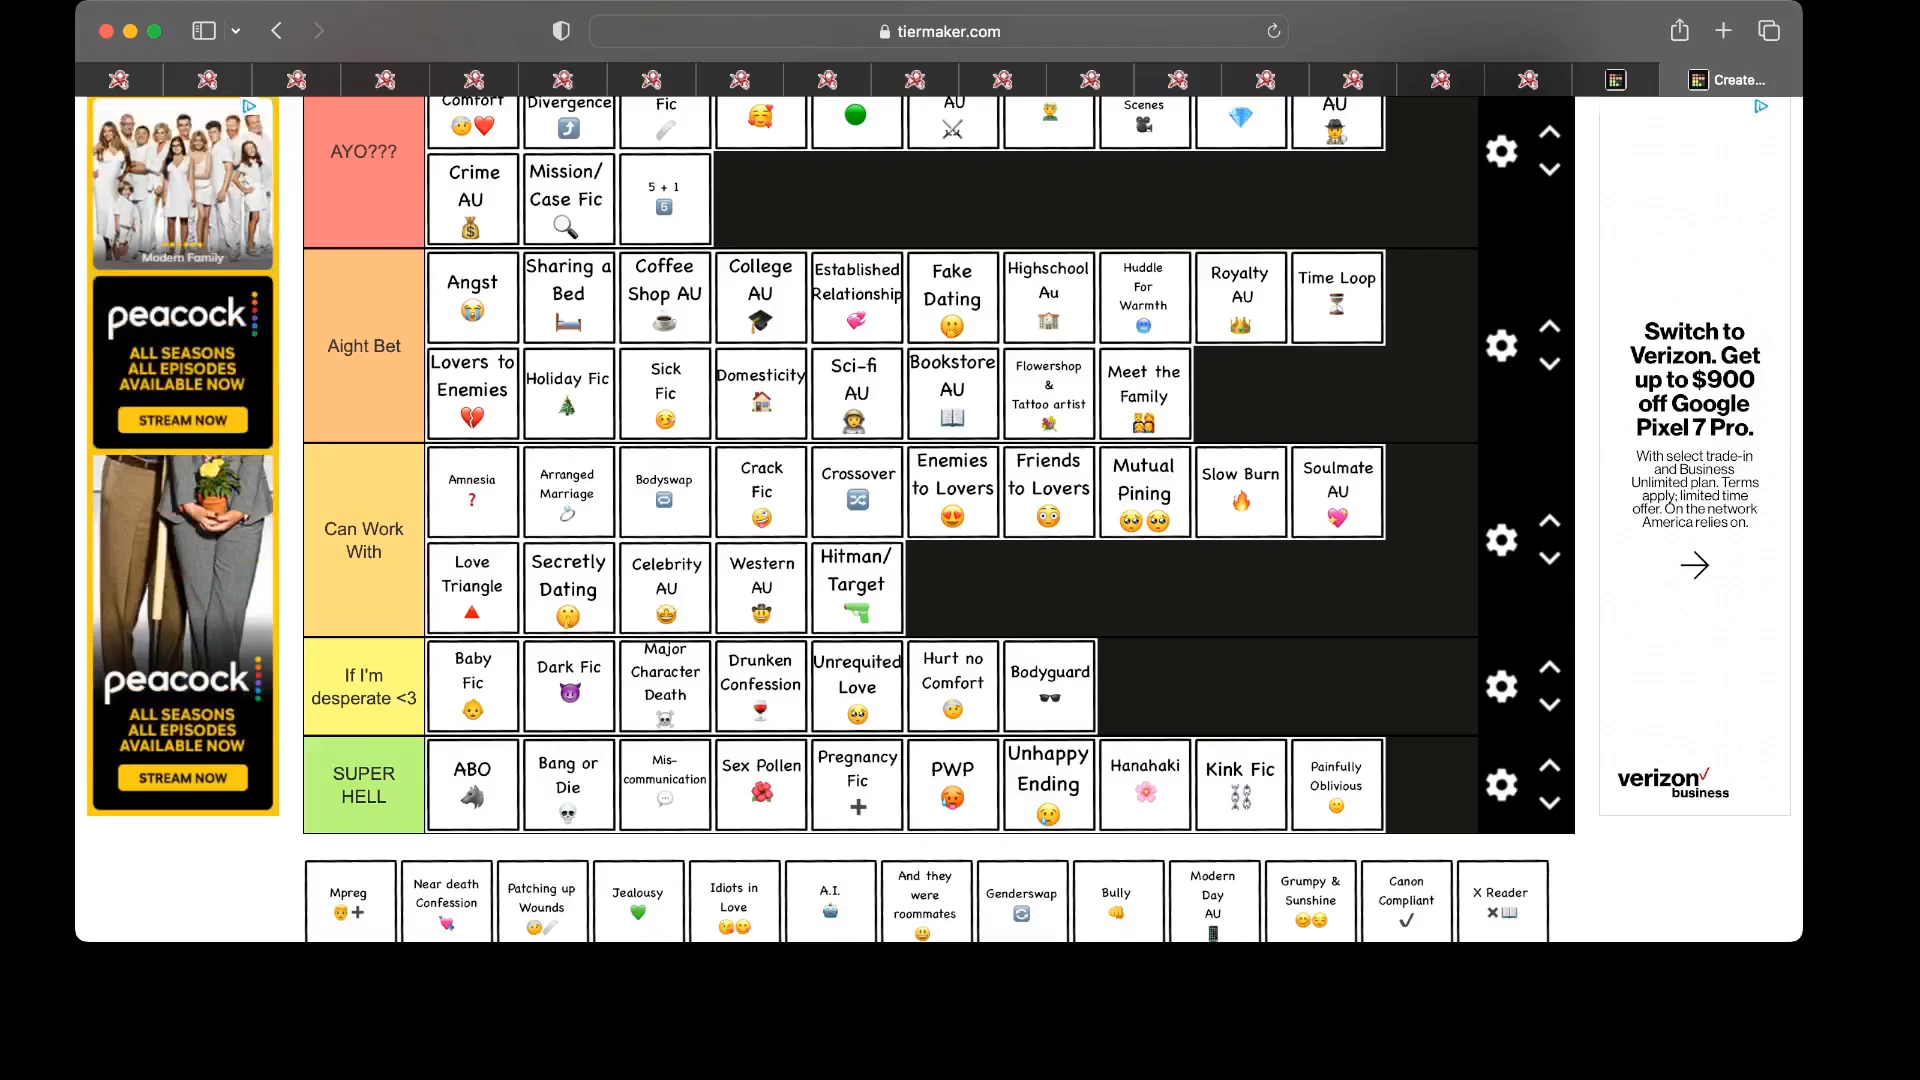 tiermaker.com
Create...
Modern Family
peacock
ALL SEASONS
ALL EPISODES
AVAILABLE NOW
STREAM NOW
peacock
ALL SEASONS
ALL EPISODES
AVAILABLE NOW
STREAM NOW
AYO???
Comfort
Divergence
Fic
AU
Scenes
AU
Crime
AU
Mission/
Case Fic
5 + 1
Aight Bet
Angst
Sharing a
Bed
Coffee
Shop AU
College
AU
Established
Relationship
Fake
Dating
Highschool
Au
Huddle
For
Warmth
Royalty
AU
Time Loop
Lovers to
Enemies
Holiday Fic
Sick
Fic
Domesticity
Sci-fi
AU
Bookstore
AU
Flowershop
&
Tattoo artist
Meet the
Family
Can Work
With
Amnesia
Arranged
Marriage
Bodyswap
Crack
Fic
Crossover
Enemies
to Lovers
Friends
to Lovers
Mutual
Pining
Slow Burn
Soulmate
AU
Love
Triangle
Secretly
Dating
Celebrity
AU
Western
AU
Hitman/
Target
If I'm
desperate <3
Baby
Fic
Dark Fic
Major
Character
Death
Drunken
Confession
Unrequited
Love
Hurt no
Comfort
Bodyguard
SUPER
HELL
ABO
Bang or
Die
Mis-
communication
Sex Pollen
Pregnancy
Fic
PWP
Unhappy
Ending
Hanahaki
Kink Fic
Painfully
Oblivious
Mpreg
Near death
Confession
Patching up
Wounds
Jealousy
Idiots in
Love
A.I.
And they
were
roommates
Genderswap
Bully
Modern
Day
AU
Grumpy &
Sunshine
Canon
Compliant
X Reader
Switch to
Verizon. Get
up to $900
off Google
Pixel 7 Pro.
With select trade-in
and Business
Unlimited plan. Terms
apply; limited time
offer. On the network
America relies on.
verizon
business